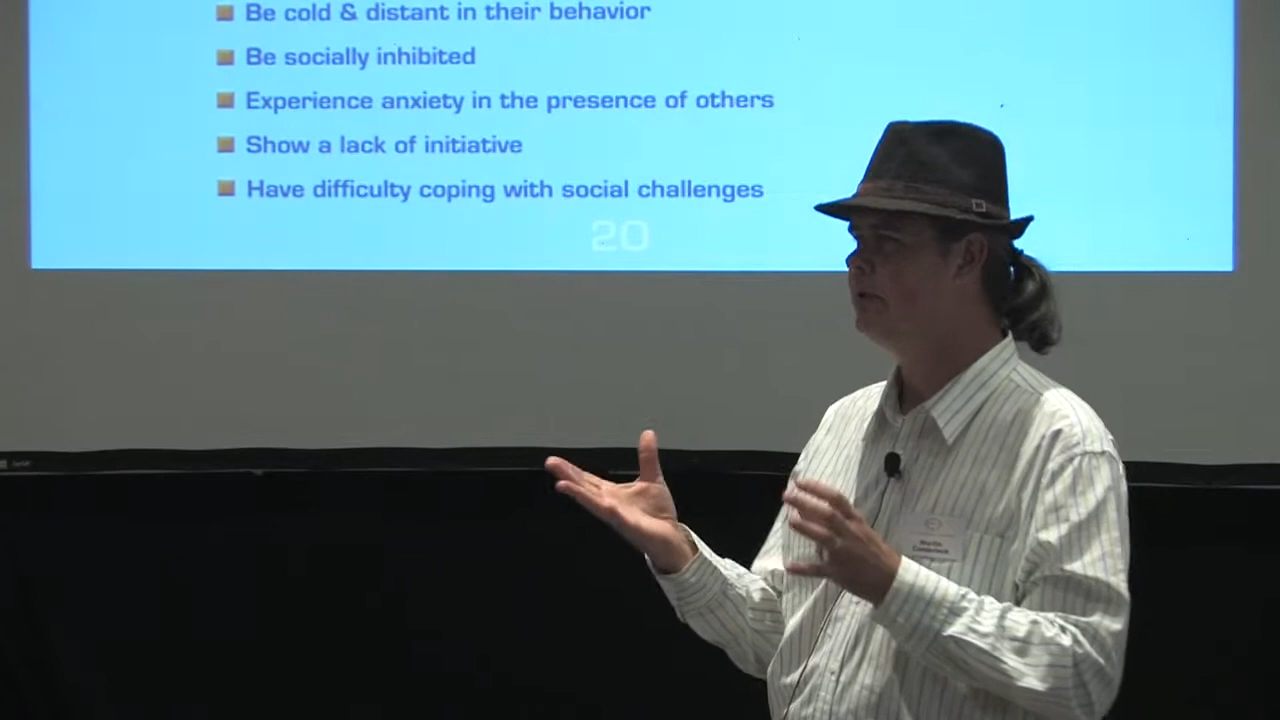 Be cold & distant in their behavior
Be socially inhibited
Experience anxiety in the presence of others
Show a lack of initiative
Have difficulty coping with social challenges
20